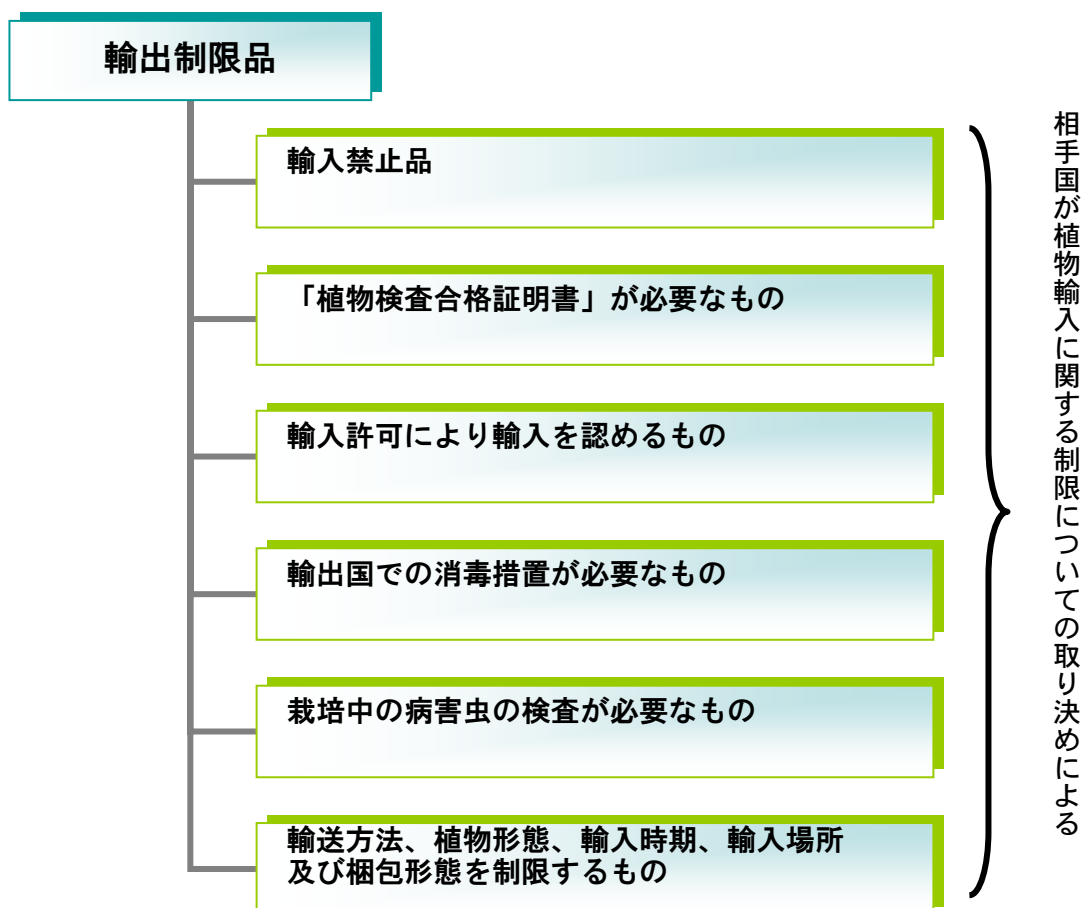 輸出制限品
輸入禁止品
「植物検査合格証明書」が必要なもの
輸入許可により輸入を認めるもの
輸出国での消毒措置が必要なもの
栽培中の病害虫の検査が必要なもの
輸送方法、植物形態、輸入時期、輸入場所
及び梱包形態を制限するもの
相手国が植物輸入に関する制限についての取り決めによる